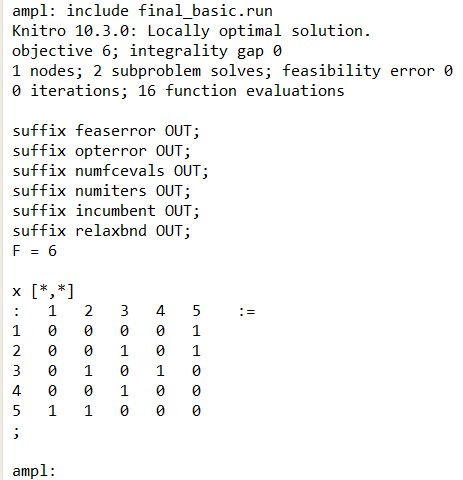 ampl: include final_basic.run
Knitro 10.3.0: Locally optimal solution.
objective 6; integrality gap 0
1 nodes; 2 subproblem solves; feasibility error 0
0 iterations; 16 function evaluations

suffix feaserror OUT;
suffix opterror OUT;
suffix numfcevals OUT;
suffix numiters OUT;
suffix incumbent OUT;
suffix relaxbnd OUT;
F = 6

x [*,*]
:   1   2   3   4   5    :=
1   0   0   0   0   1
2   0   0   1   0   1
3   0   1   0   1   0
4   0   0   1   0   0
5   1   1   0   0   0
;

ampl: